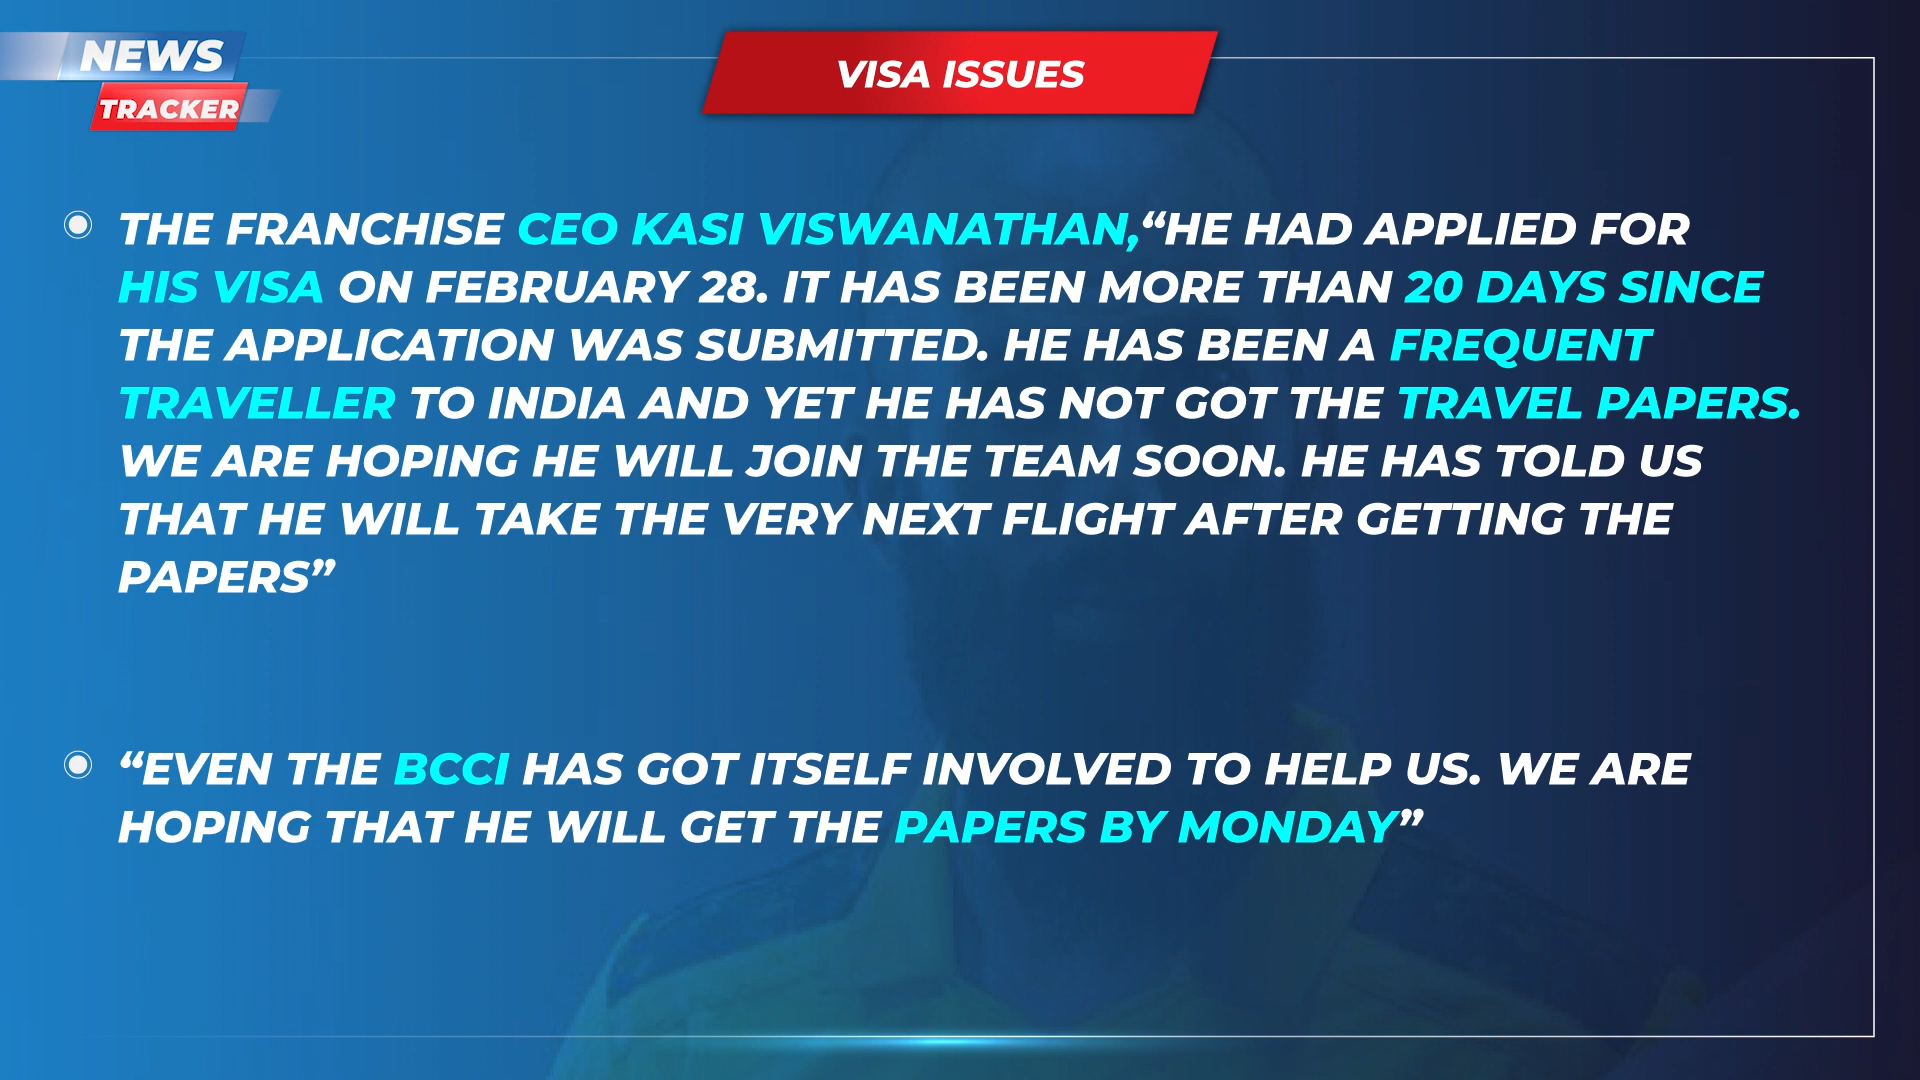 NEWS
TRACKER
VISA ISSUES
THE FRANCHISE CEO KASI VISWANATHAN,“HE HAD APPLIED FOR
HIS VISA ON FEBRUARY 28. IT HAS BEEN MORE THAN 20 DAYS SINCE
THE APPLICATION WAS SUBMITTED. HE HAS BEEN A FREQUENT
TRAVELLER TO INDIA AND YET HE HAS NOT GOT THE TRAVEL PAPERS.
WE ARE HOPING HE WILL JOIN THE TEAM SOON. HE HAS TOLD US
THAT HE WILL TAKE THE VERY NEXT FLIGHT AFTER GETTING THE
PAPERS”
“EVEN THE BCCI HAS GOT ITSELF INVOLVED TO HELP US. WE ARE
HOPING THAT HE WILL GET THE PAPERS BY MONDAY”